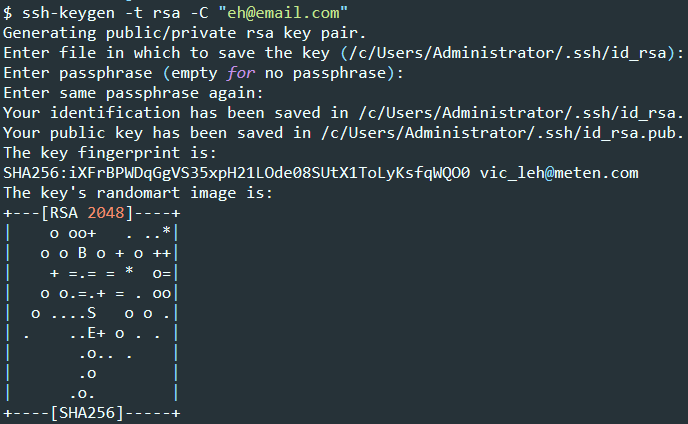 $ ssh-keygen -t rsa -C "eh@email.com"
Generating public/private rsa key pair.
Enter file in which to save the key (/c/Users/Administrator/.ssh/id_rsa):
Enter passphrase (empty for no passphrase):
Enter same passphrase again:
Your identification has been saved in /c/Users/Administrator/.ssh/id_rsa.
Your public key has been saved in /c/Users/Administrator/.ssh/id_rsa.pub.
The key fingerprint is:
SHA256:iXFrBPWDqGgVS35xpH21LOde08SUtX1ToLyKsfqWQO0 vic_leh@meten.com
The key's randomart image is:
+---[RSA 2048]----+
|    o oo+   . ..*|
|   o o B o + o ++|
|    + =.= = *  o=|
|   o o.=.+ = . oo|
|  o ....S   o o .|
| .    ..E+ o . . |
|       .o.. .    |
|       .o        |
|      .o.        |
+----[SHA256]-----+